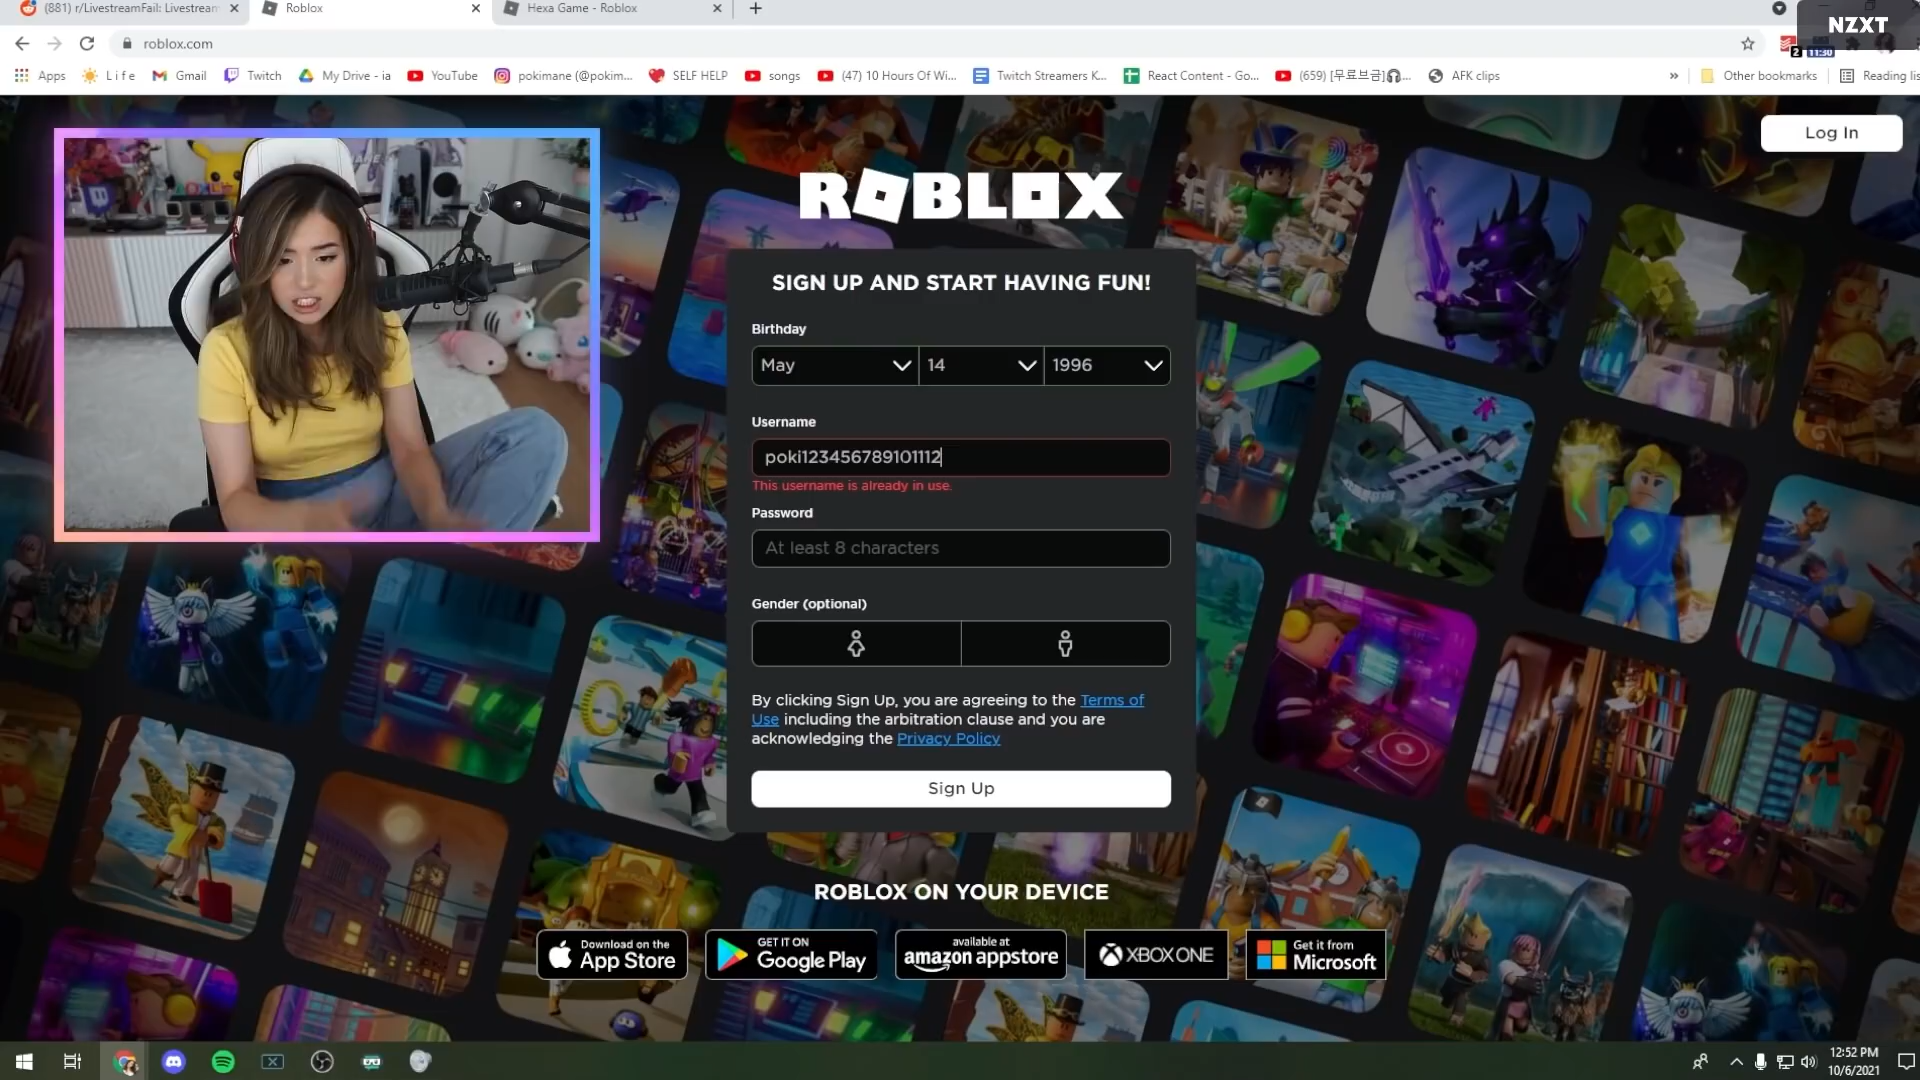 (881) r/LivestreamFail: Livestream
Roblox
Hexa Game - Roblox
NZXT
roblox.com
2
11:30
Apps
L i f e
Gmail
Twitch
My Drive - ia
YouTube
pokimane (@pokim...
SELF HELP
songs
(47) 10 Hours Of Wi...
Twitch Streamers K...
React Content - Go...
(659) [무료브금]🎧...
AFK clips
»
Other bookmarks
Reading lis
Log In
ROBLOX
SIGN UP AND START HAVING FUN!
Birthday
May
14
1996
Username
poki123456789101112
This username is already in use.
Password
At least 8 characters
Gender (optional)
By clicking Sign Up, you are agreeing to the Terms of
Use including the arbitration clause and you are
acknowledging the Privacy Policy
Sign Up
ROBLOX ON YOUR DEVICE
Download on the
App Store
GET IT ON
Google Play
available at
amazon appstore
XBOX ONE
Get it from
Microsoft
12:52 PM
10/6/2021